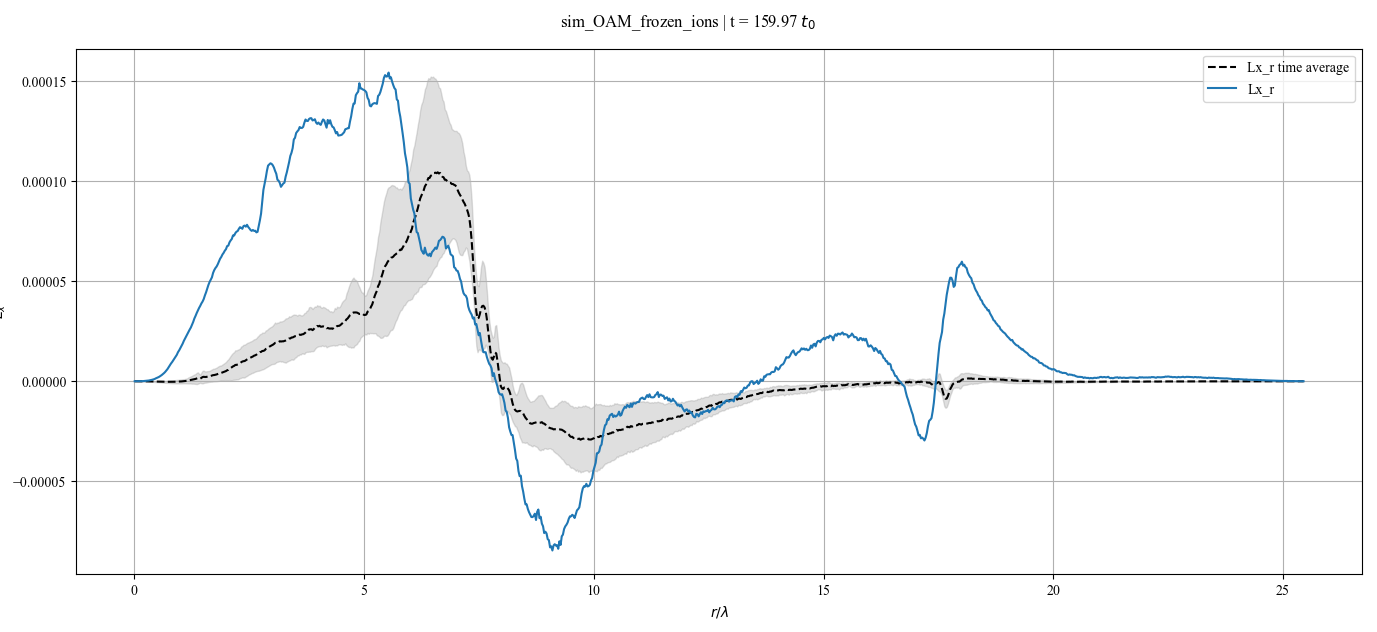 sim_OAM_frozen_ions | t = 159.97 t₀
Lx_r time average
Lx_r
0.00015
0.00010
0.00005
0.00000
−0.00005
0 5 10 15 20 25
r/λ